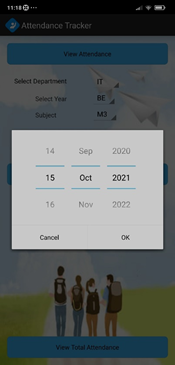 11:18
Attendance Tracker
View Attendance
Select Department IT
Select Year BE
Subject M3
14 Sep 2020
15 Oct 2021
16 Nov 2022
Cancel OK
View Total Attendance